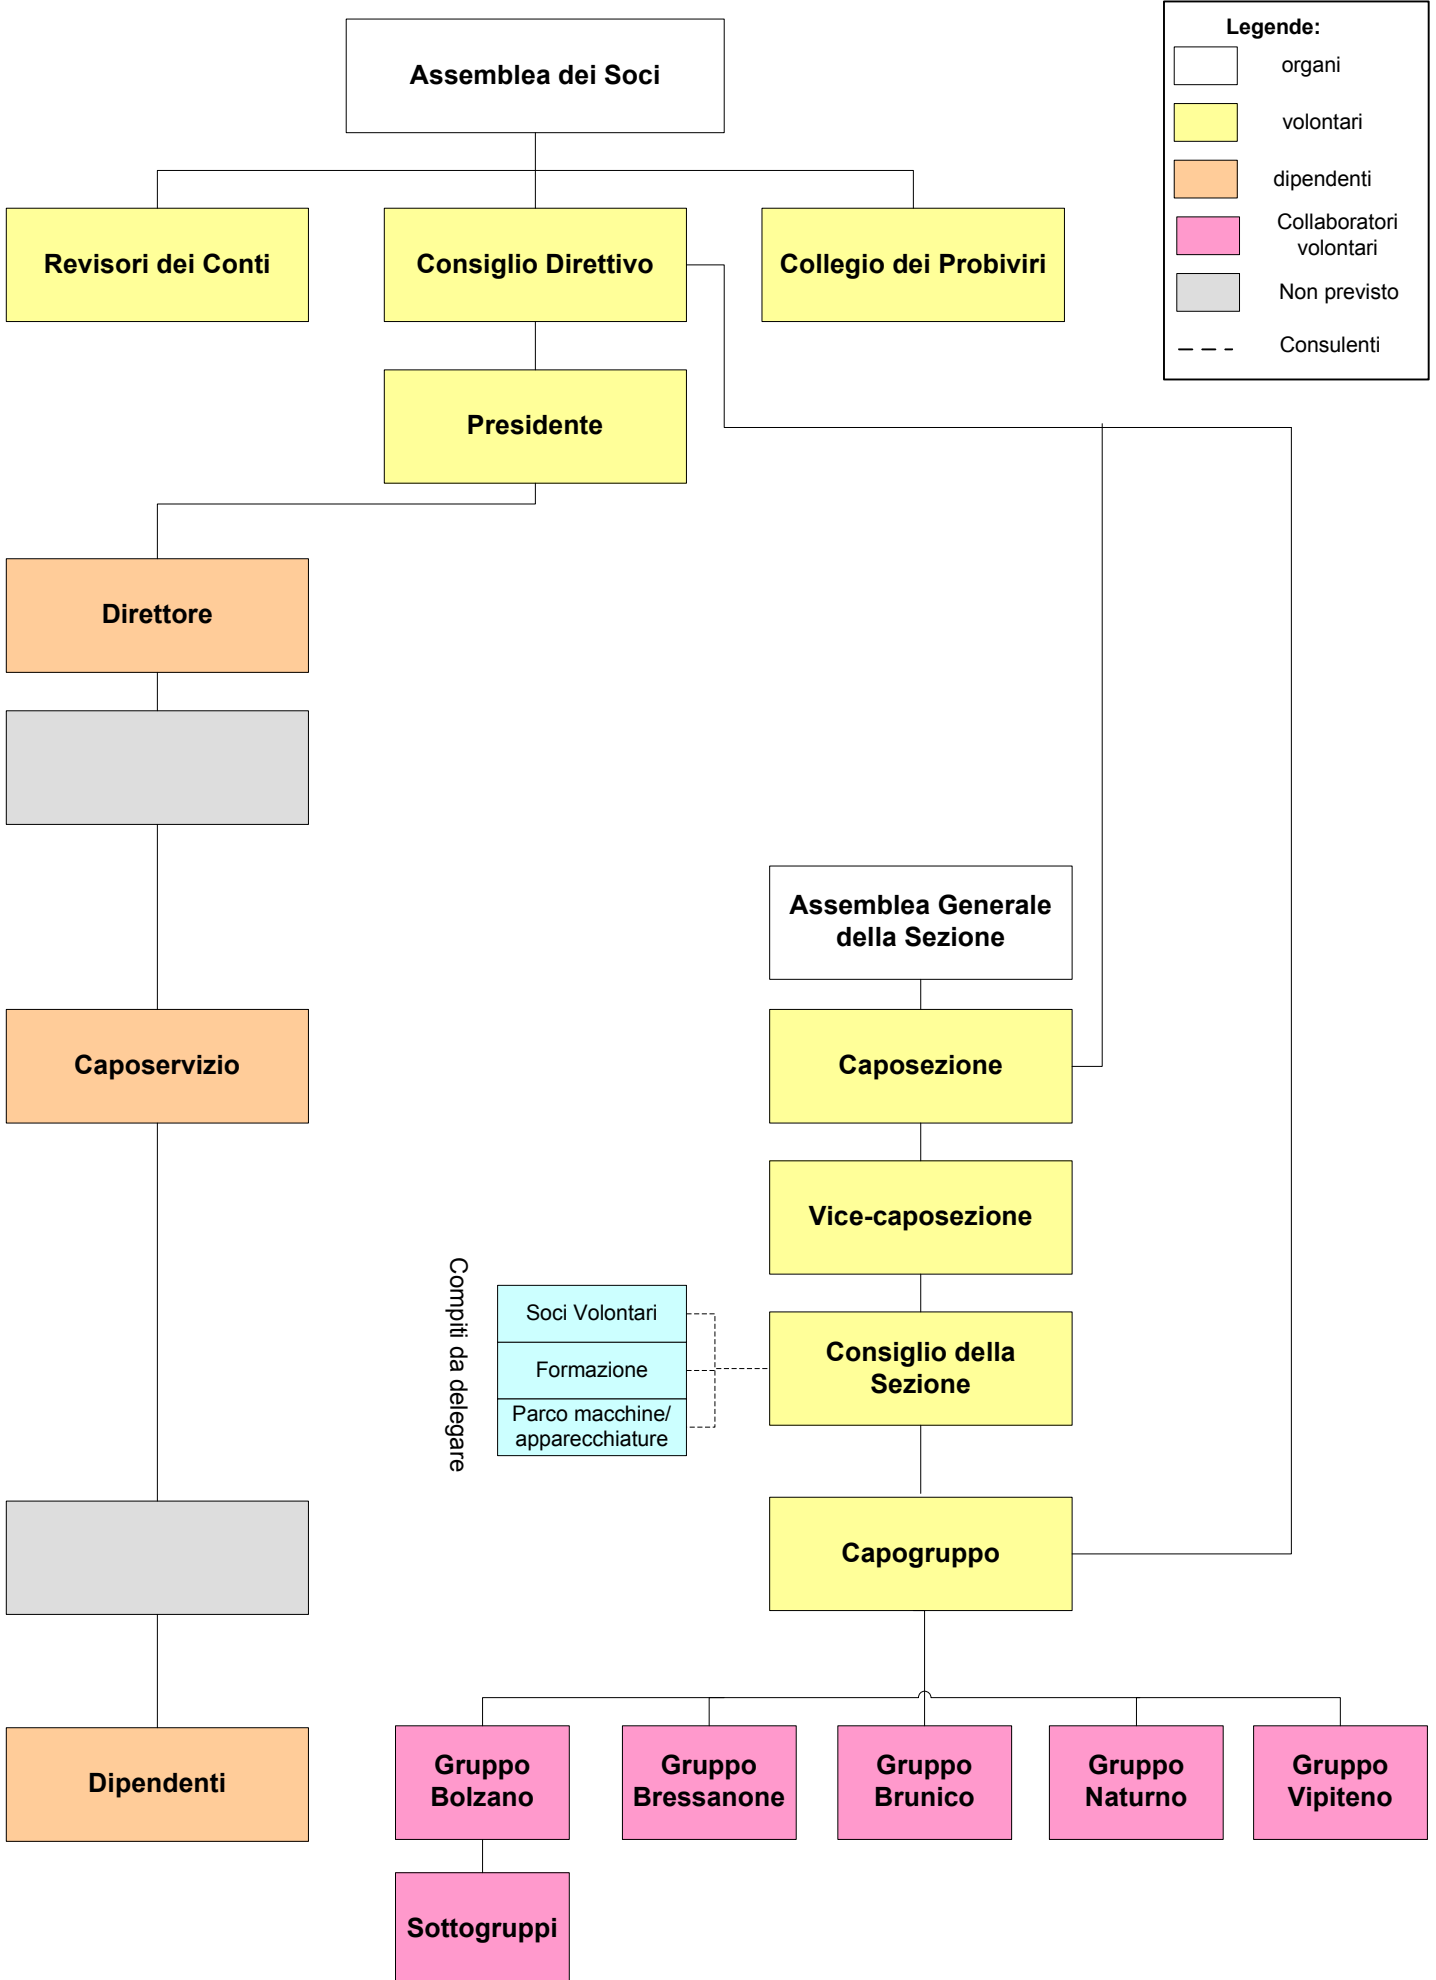 Legende:
organi
volontari
dipendenti
Collaboratori
volontari
Non previsto
Consulenti
Assemblea dei Soci
Revisori dei Conti
Consiglio Direttivo
Collegio dei Probiviri
Presidente
Direttore
Assemblea Generale
della Sezione
Caposervizio
Caposezione
Vice-caposezione
Compiti da delegare
Soci Volontari
Formazione
Parco macchine/
apparecchiature
Consiglio della
Sezione
Capogruppo
Dipendenti
Gruppo
Bolzano
Gruppo
Bressanone
Gruppo
Brunico
Gruppo
Naturno
Gruppo
Vipiteno
Sottogruppi